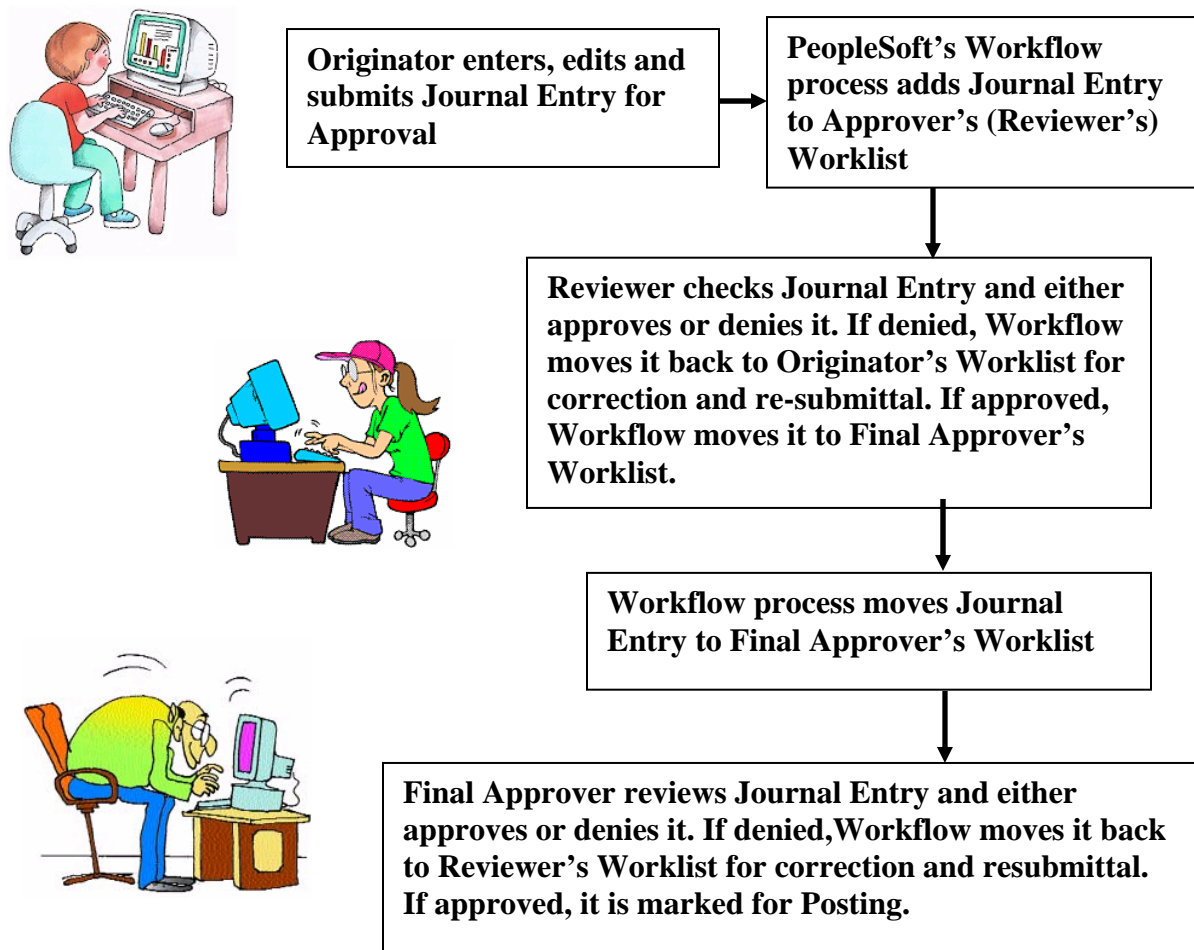 Originator enters, edits and
submits Journal Entry for
Approval
PeopleSoft’s Workflow
process adds Journal Entry
to Approver’s (Reviewer’s)
Worklist
Reviewer checks Journal Entry and either
approves or denies it. If denied, Workflow
moves it back to Originator’s Worklist for
correction and re-submittal. If approved,
Workflow moves it to Final Approver’s
Worklist.
Workflow process moves Journal
Entry to Final Approver’s Worklist
Final Approver reviews Journal Entry and either
approves or denies it. If denied,Workflow moves it back
to Reviewer’s Worklist for correction and resubmittal.
If approved, it is marked for Posting.